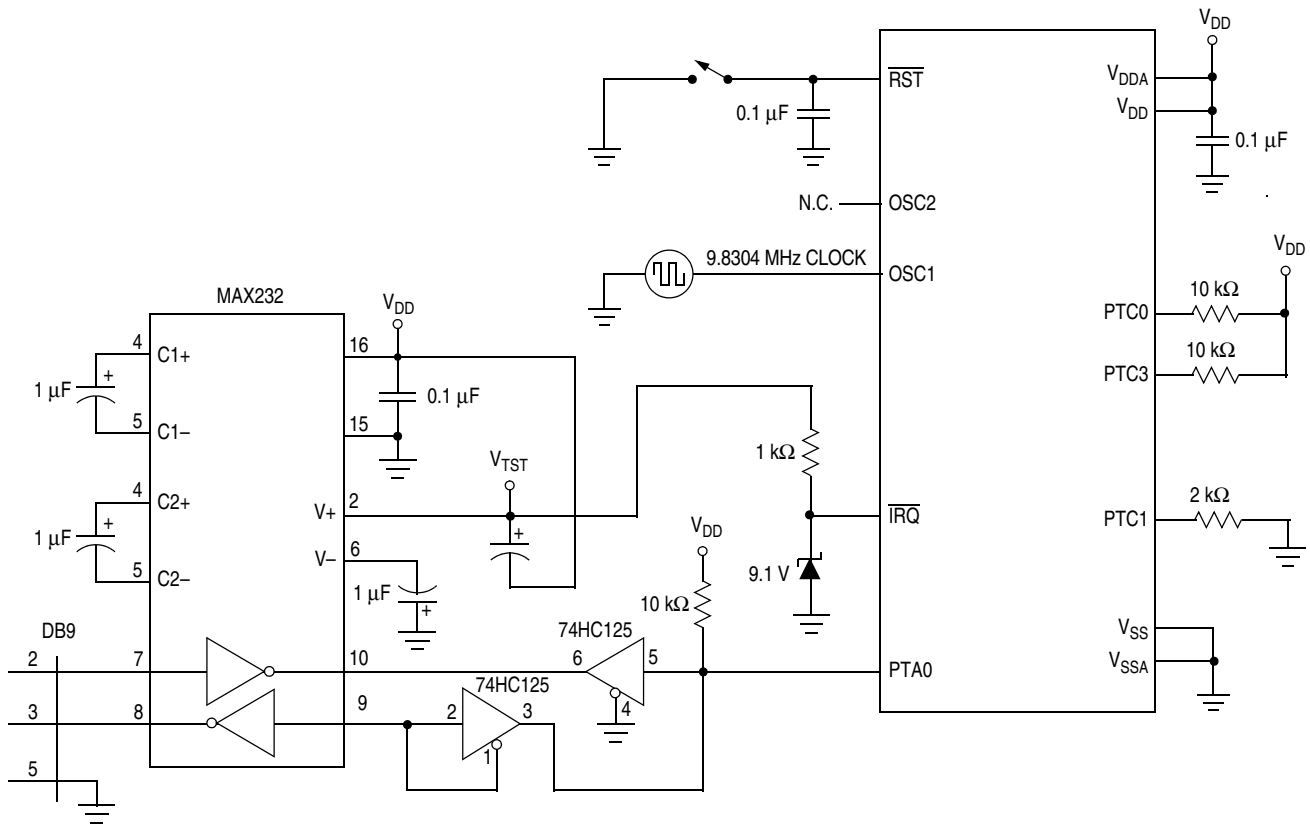 V_DD
V_DDA
V_DD
0.1 µF
R̅S̅T̅
0.1 µF
N.C.
OSC2
9.8304 MHz CLOCK
OSC1
V_DD
10 kΩ
PTC0
10 kΩ
PTC3
MAX232
V_DD
4
C1+
16
+
1 µF
0.1 µF
5
C1–
15
1 kΩ
V_TST
4
C2+
V+
2
+
1 µF
I̅R̅Q̅
PTC1
2 kΩ
V_DD
+
V–
6
5
C2–
1 µF
+
9.1 V
10 kΩ
DB9
74HC125
V_SS
V_SSA
2
7
10
6
5
4
PTA0
74HC125
3
8
9
2
3
1
5